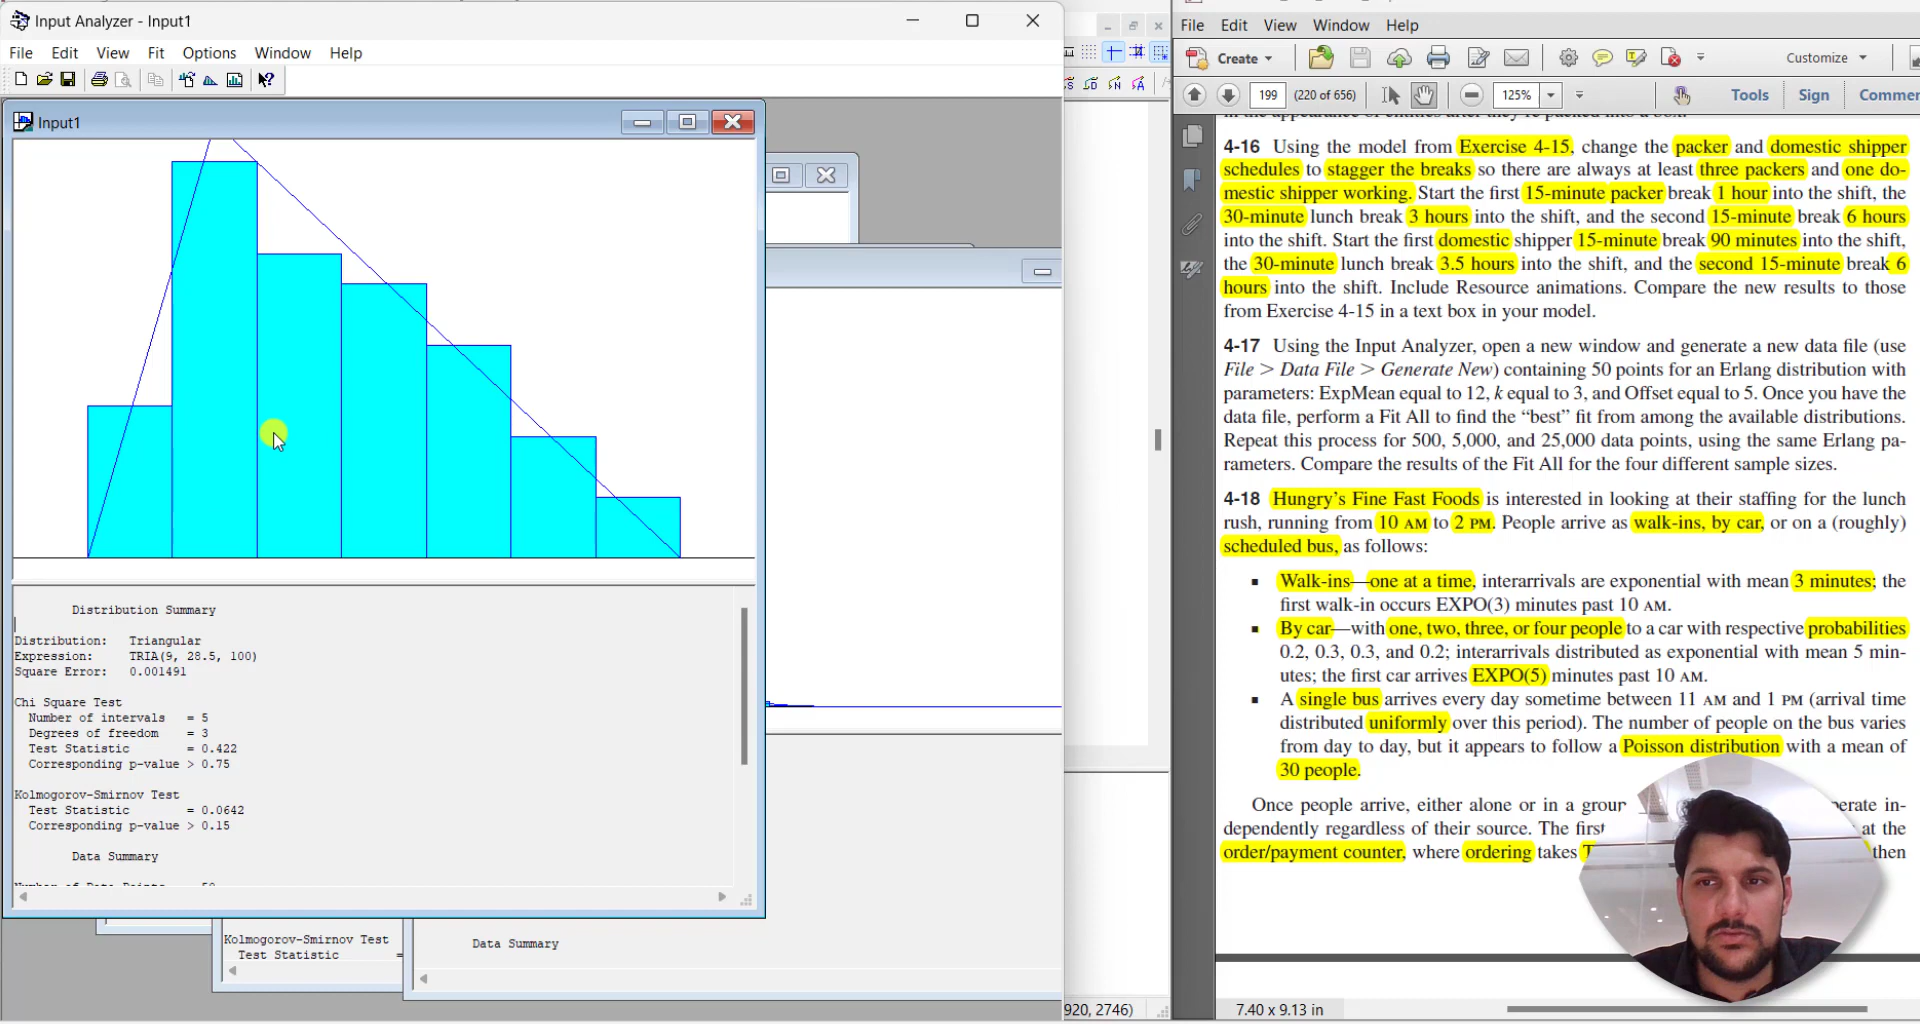 Input Analyzer - Input1
File Edit View Fit Options Window Help
Input1
Distribution Summary
Distribution: Triangular
Expression: TRIA(9, 28.5, 100)
Square Error: 0.001491
Chi Square Test
Number of intervals = 5
Degrees of freedom = 3
Test Statistic = 0.422
Corresponding p-value > 0.75
Kolmogorov-Smirnov Test
Test Statistic = 0.0642
Corresponding p-value > 0.15
Data Summary
Number of Data Points = 50
Kolmogorov-Smirnov Test
Test Statistic =
Data Summary
920, 2746)
File Edit View Window Help
Create
Customize
199 (220 of 656)
125%
Tools Sign Commen
in the appearance of entities after they're packed into a box.
4-16 Using the model from Exercise 4-15, change the packer and domestic shipper
schedules to stagger the breaks so there are always at least three packers and one do-
mestic shipper working. Start the first 15-minute packer break 1 hour into the shift, the
30-minute lunch break 3 hours into the shift, and the second 15-minute break 6 hours
into the shift. Start the first domestic shipper 15-minute break 90 minutes into the shift,
the 30-minute lunch break 3.5 hours into the shift, and the second 15-minute break 6
hours into the shift. Include Resource animations. Compare the new results to those
from Exercise 4-15 in a text box in your model.
4-17 Using the Input Analyzer, open a new window and generate a new data file (use
File > Data File > Generate New) containing 50 points for an Erlang distribution with
parameters: ExpMean equal to 12, k equal to 3, and Offset equal to 5. Once you have the
data file, perform a Fit All to find the “best” fit from among the available distributions.
Repeat this process for 500, 5,000, and 25,000 data points, using the same Erlang pa-
rameters. Compare the results of the Fit All for the four different sample sizes.
4-18 Hungry's Fine Fast Foods is interested in looking at their staffing for the lunch
rush, running from 10 AM to 2 PM. People arrive as walk-ins, by car, or on a (roughly)
scheduled bus, as follows:
▪ Walk-ins—one at a time, interarrivals are exponential with mean 3 minutes; the
first walk-in occurs EXPO(3) minutes past 10 AM.
▪ By car—with one, two, three, or four people to a car with respective probabilities
0.2, 0.3, 0.3, and 0.2; interarrivals distributed as exponential with mean 5 min-
utes; the first car arrives EXPO(5) minutes past 10 AM.
▪ A single bus arrives every day sometime between 11 AM and 1 PM (arrival time
distributed uniformly over this period). The number of people on the bus varies
from day to day, but it appears to follow a Poisson distribution with a mean of
30 people.
Once people arrive, either alone or in a group erate in-
dependently regardless of their source. The first at the
order/payment counter, where ordering takes T then
7.40 x 9.13 in